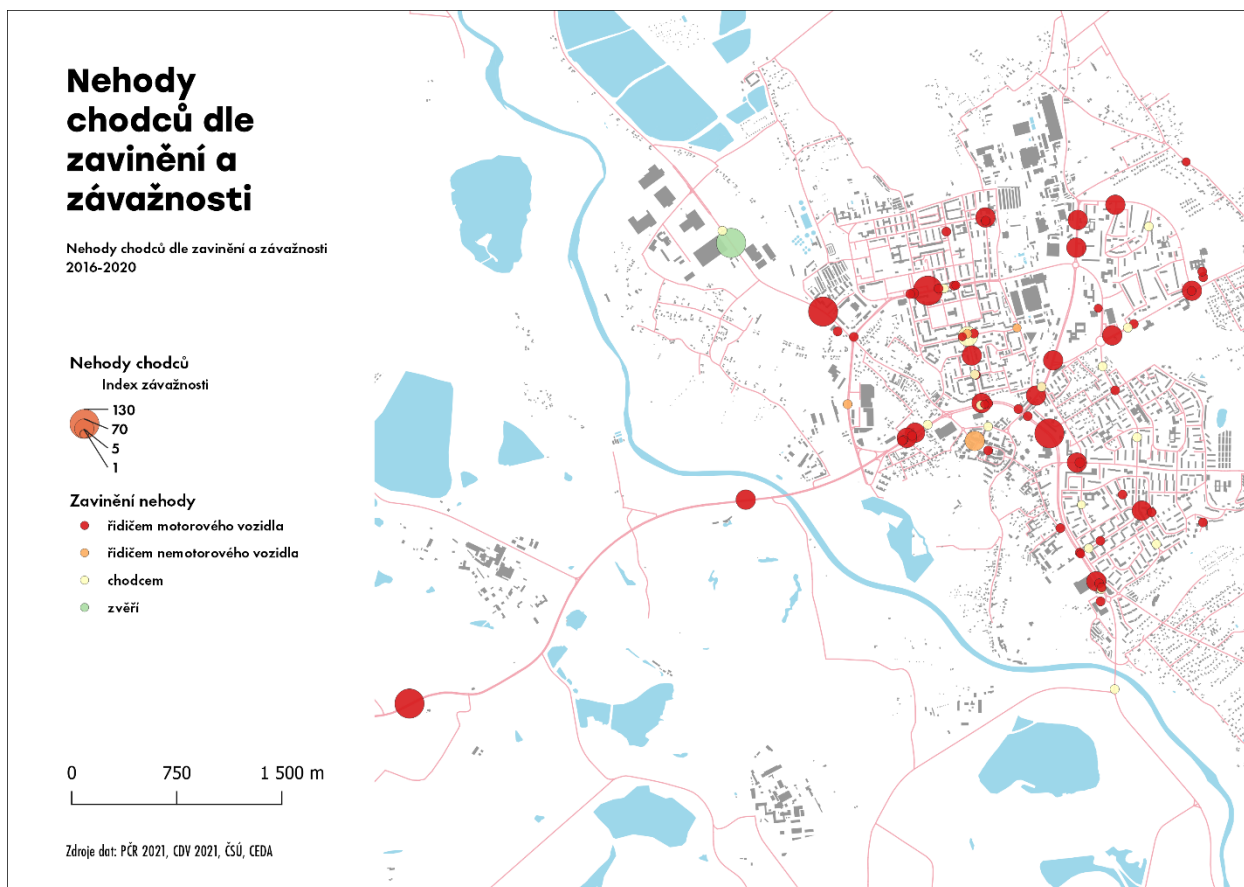 Nehody
chodců dle
zavinění a
závažnosti
Nehody chodců dle zavinění a závažnosti
2016-2020
Nehody chodců
Index závažnosti
130
70
5
1
Zavinění nehody
řidičem motorového vozidla
řidičem nemotorového vozidla
chodcem
zvěří
0 750 1 500 m
Zdroje dat: PČR 2021, CDV 2021, ČSÚ, CEDA